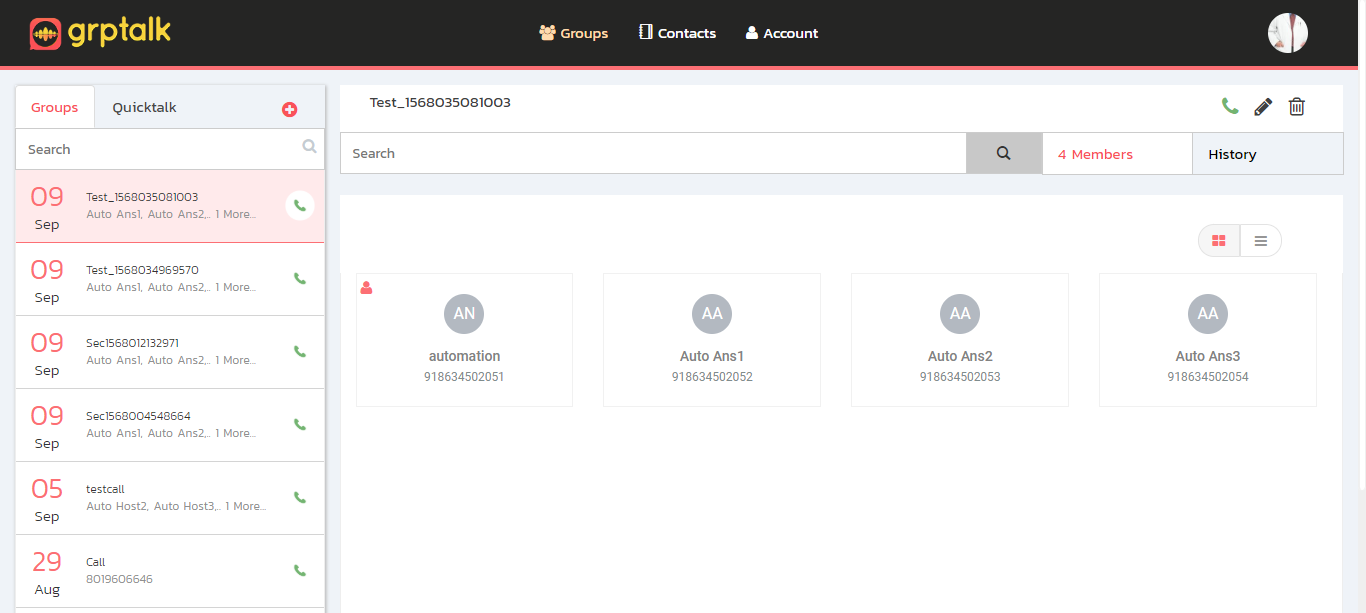 grptalk
Groups Contacts Account
Groups Quicktalk
Search
09 Sep
Test_1568035081003
Auto Ans1, Auto Ans2,.. 1 More...
09 Sep
Test_1568034969570
Auto Ans1, Auto Ans2,.. 1 More...
09 Sep
Sec1568012132971
Auto Ans1, Auto Ans2,.. 1 More...
09 Sep
Sec1568004548664
Auto Ans1, Auto Ans2,.. 1 More...
05 Sep
testcall
Auto Host2, Auto Host3,.. 1 More...
29 Aug
Call
8019606646
Test_1568035081003
Search
4 Members
History
AN
automation
918634502051
AA
Auto Ans1
918634502052
AA
Auto Ans2
918634502053
AA
Auto Ans3
918634502054